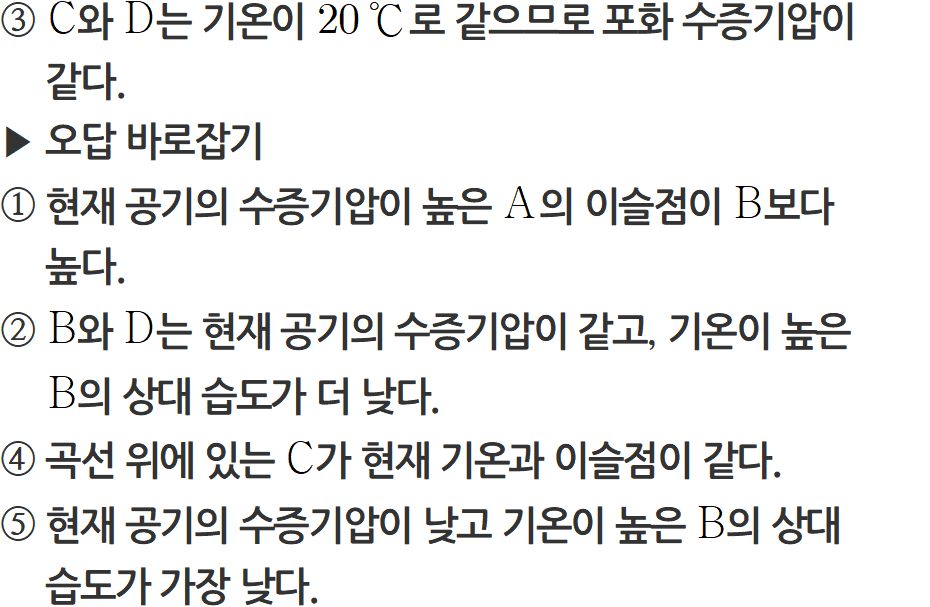 ③ C와 D는 기온이 20 ℃로 같으므로 포화 수증기압이
같다.
▶ 오답 바로잡기
① 현재 공기의 수증기압이 높은 A의 이슬점이 B보다
높다.
② B와 D는 현재 공기의 수증기압이 같고, 기온이 높은
B의 상대 습도가 더 낮다.
④ 곡선 위에 있는 C가 현재 기온과 이슬점이 같다.
⑤ 현재 공기의 수증기압이 낮고 기온이 높은 B의 상대
습도가 가장 낮다.